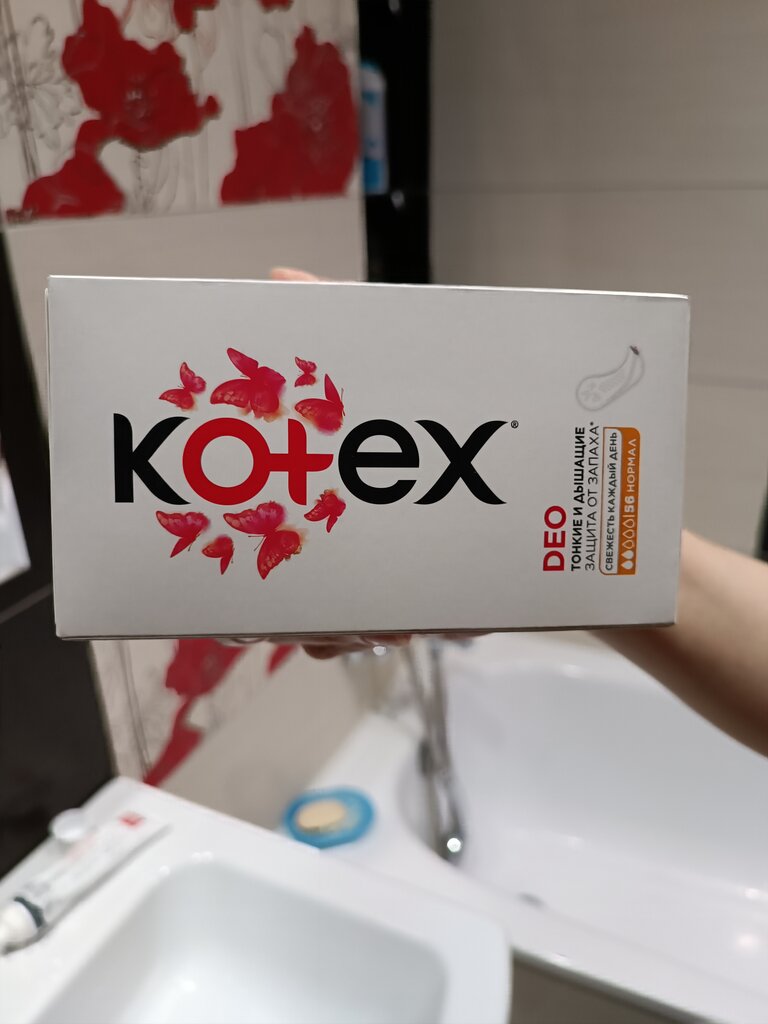 Kotex®
DEO
ТОНКИЕ И ДЫШАЩИЕ
ЗАЩИТА ОТ ЗАПАХА*
СВЕЖЕСТЬ КАЖДЫЙ ДЕНЬ
56 НОРМАЛ